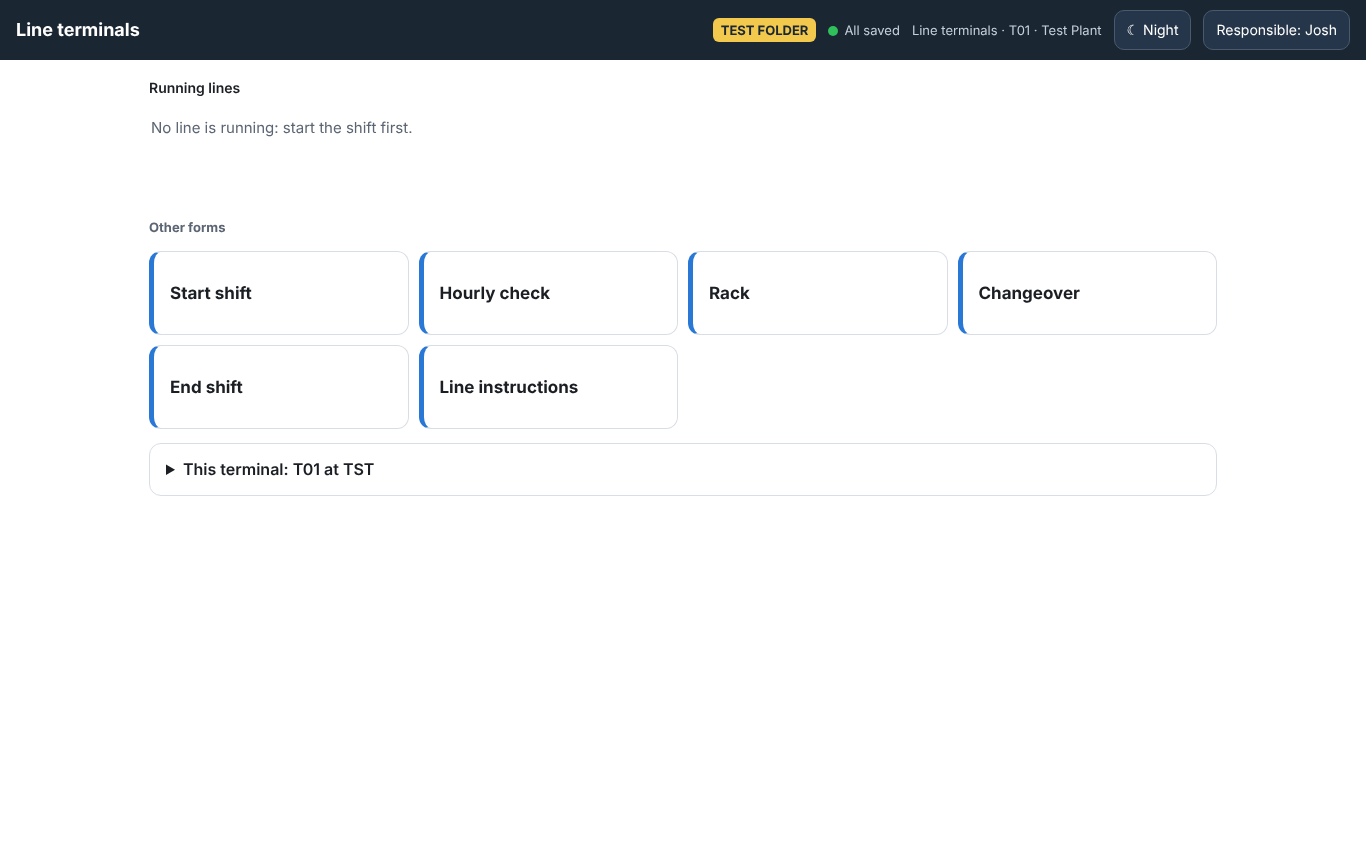 Line terminals
TEST FOLDER
All saved
Line terminals · T01 · Test Plant
☾ Night
Responsible: Josh
Running lines
No line is running: start the shift first.
Other forms
Start shift
Hourly check
Rack
Changeover
End shift
Line instructions
This terminal: T01 at TST